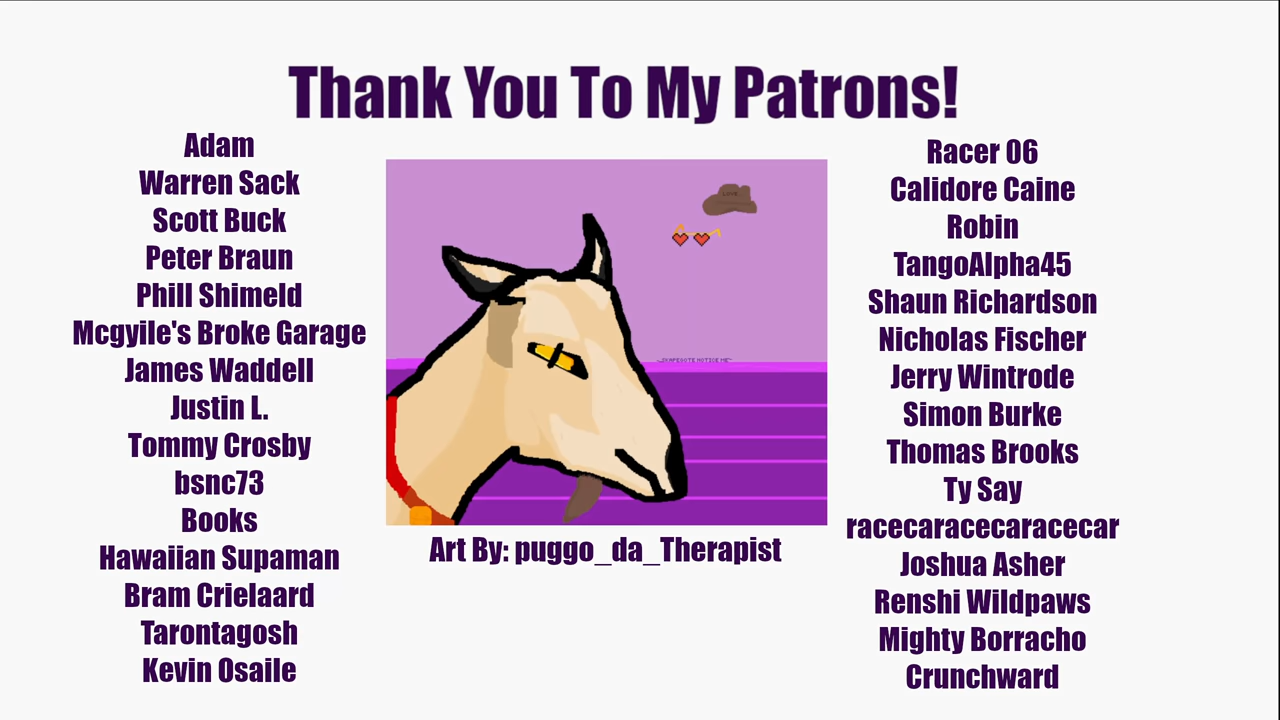 Thank You To My Patrons!
Adam
Warren Sack
Scott Buck
Peter Braun
Phill Shimeld
Mcgyile's Broke Garage
James Waddell
Justin L.
Tommy Crosby
bsnc73
Books
Hawaiian Supaman
Bram Crielaard
Tarontagosh
Kevin Osaile
LOVE
NOTICE ME~
Art By: puggo_da_Therapist
Racer 06
Calidore Caine
Robin
TangoAlpha45
Shaun Richardson
Nicholas Fischer
Jerry Wintrode
Simon Burke
Thomas Brooks
Ty Say
racecaracecaracecar
Joshua Asher
Renshi Wildpaws
Mighty Borracho
Crunchward